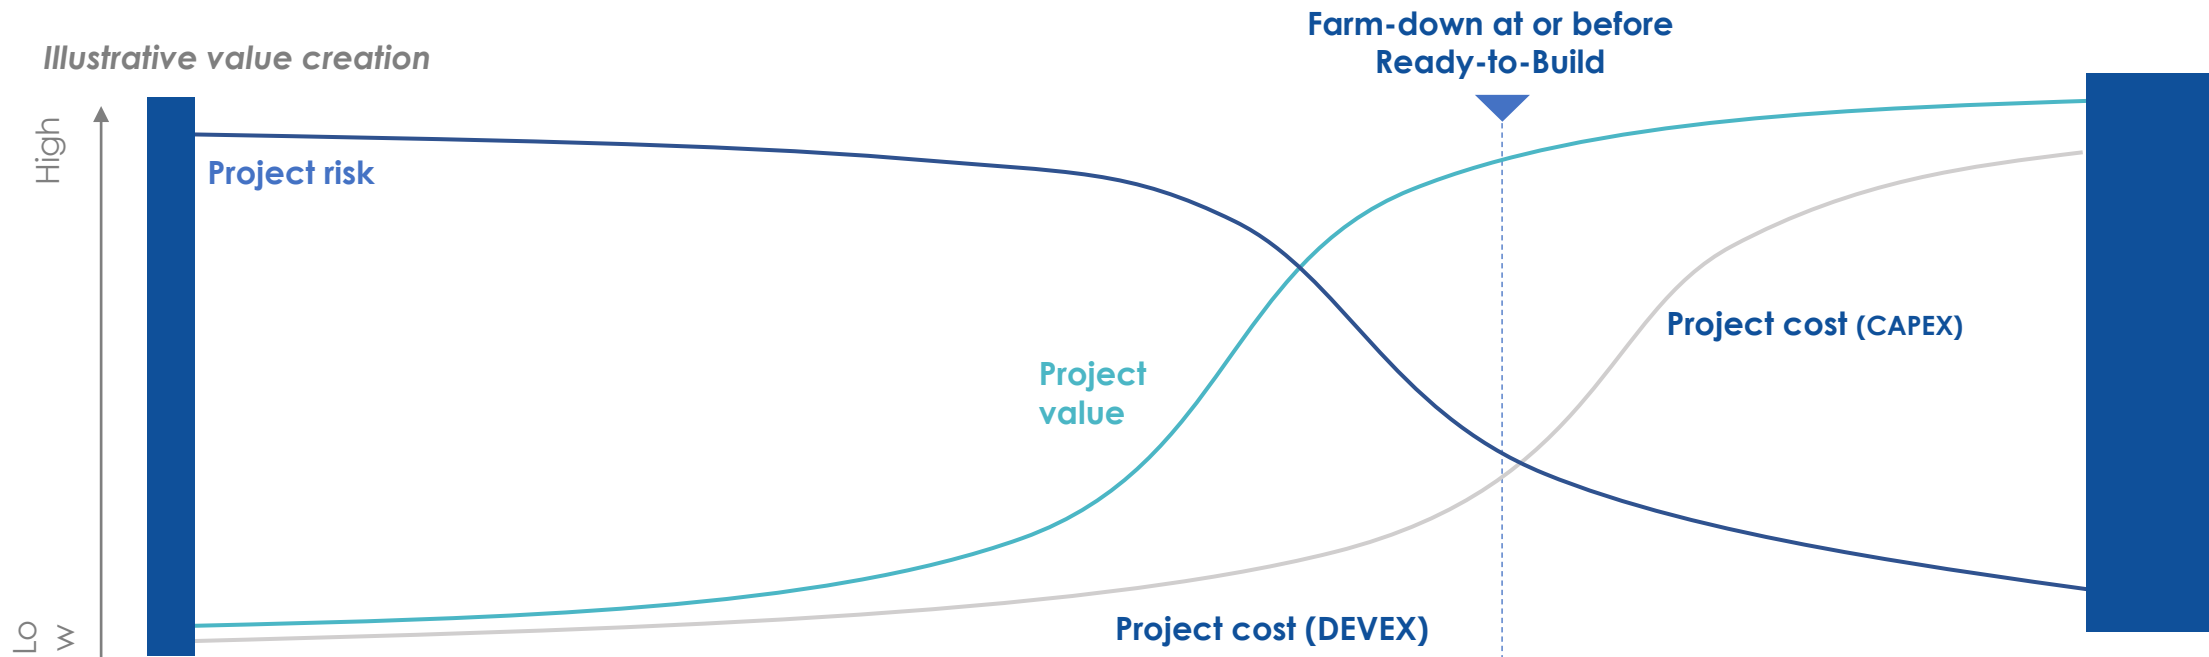 Farm-down at or before
Ready-to-Build
Illustrative value creation
High
Project risk
Project cost (CAPEX)
Project
value
Project cost (DEVEX)
Lo
w